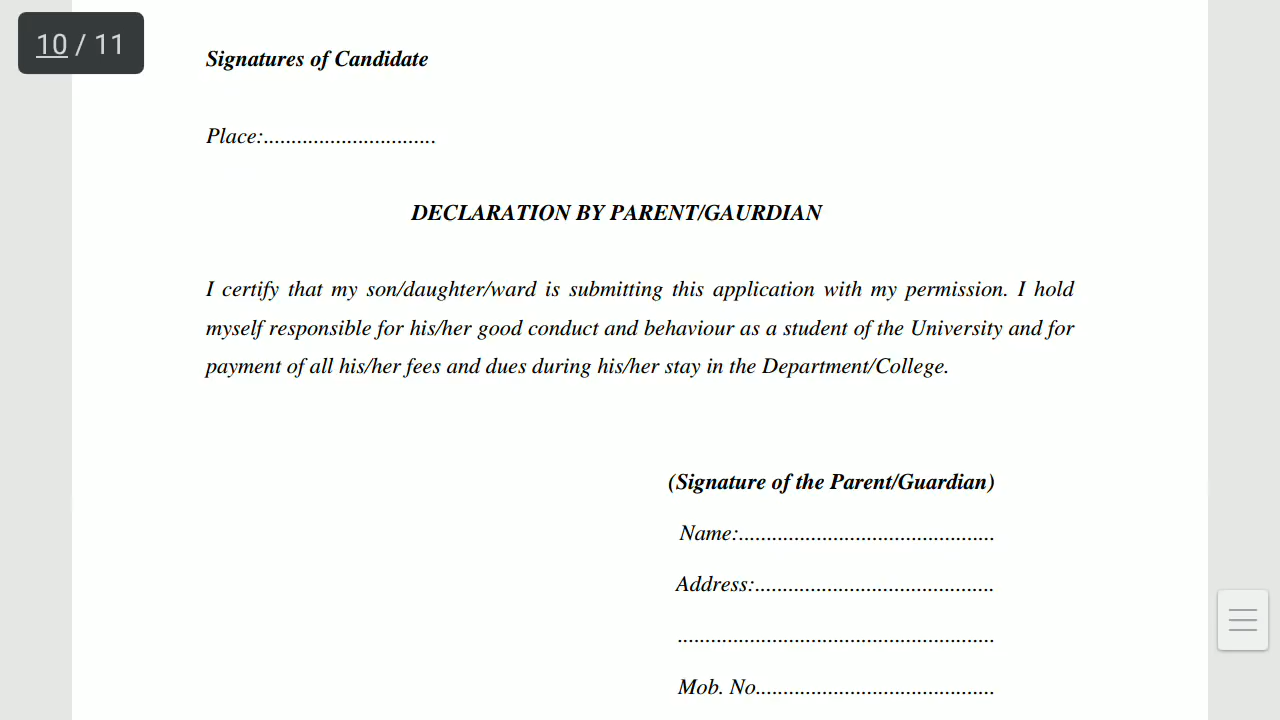 10 / 11
Signatures of Candidate
Place:...............................
DECLARATION BY PARENT/GAURDIAN
I certify that my son/daughter/ward is submitting this application with my permission. I hold
myself responsible for his/her good conduct and behaviour as a student of the University and for
payment of all his/her fees and dues during his/her stay in the Department/College.
(Signature of the Parent/Guardian)
Name:..............................................
Address:...........................................
.........................................................
Mob. No...........................................